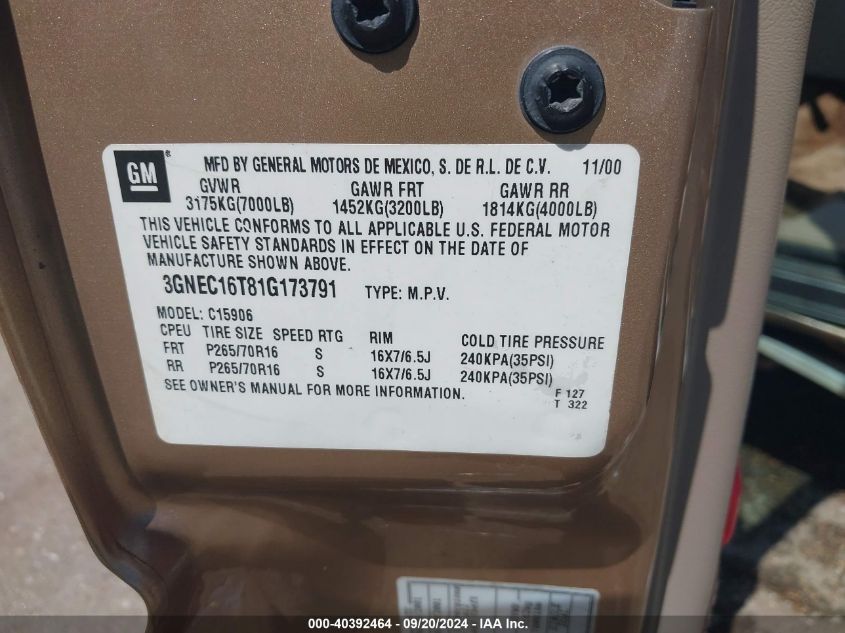 GM® MFD BY GENERAL MOTORS DE MEXICO, S. DE R.L. DE C.V. 11/00
GVWR GAWR FRT GAWR RR
3175KG(7000LB) 1452KG(3200LB) 1814KG(4000LB)
THIS VEHICLE CONFORMS TO ALL APPLICABLE U.S. FEDERAL MOTOR
VEHICLE SAFETY STANDARDS IN EFFECT ON THE DATE OF
MANUFACTURE SHOWN ABOVE.
3GNEC16T81G173791 TYPE: M.P.V.
MODEL: C15906
CPEU TIRE SIZE SPEED RTG RIM COLD TIRE PRESSURE
FRT P265/70R16 S 16X7/6.5J 240KPA(35PSI)
RR P265/70R16 S 16X7/6.5J 240KPA(35PSI)
SEE OWNER'S MANUAL FOR MORE INFORMATION.
F 127
T 322
000-40392464 - 09/20/2024 - IAA Inc.